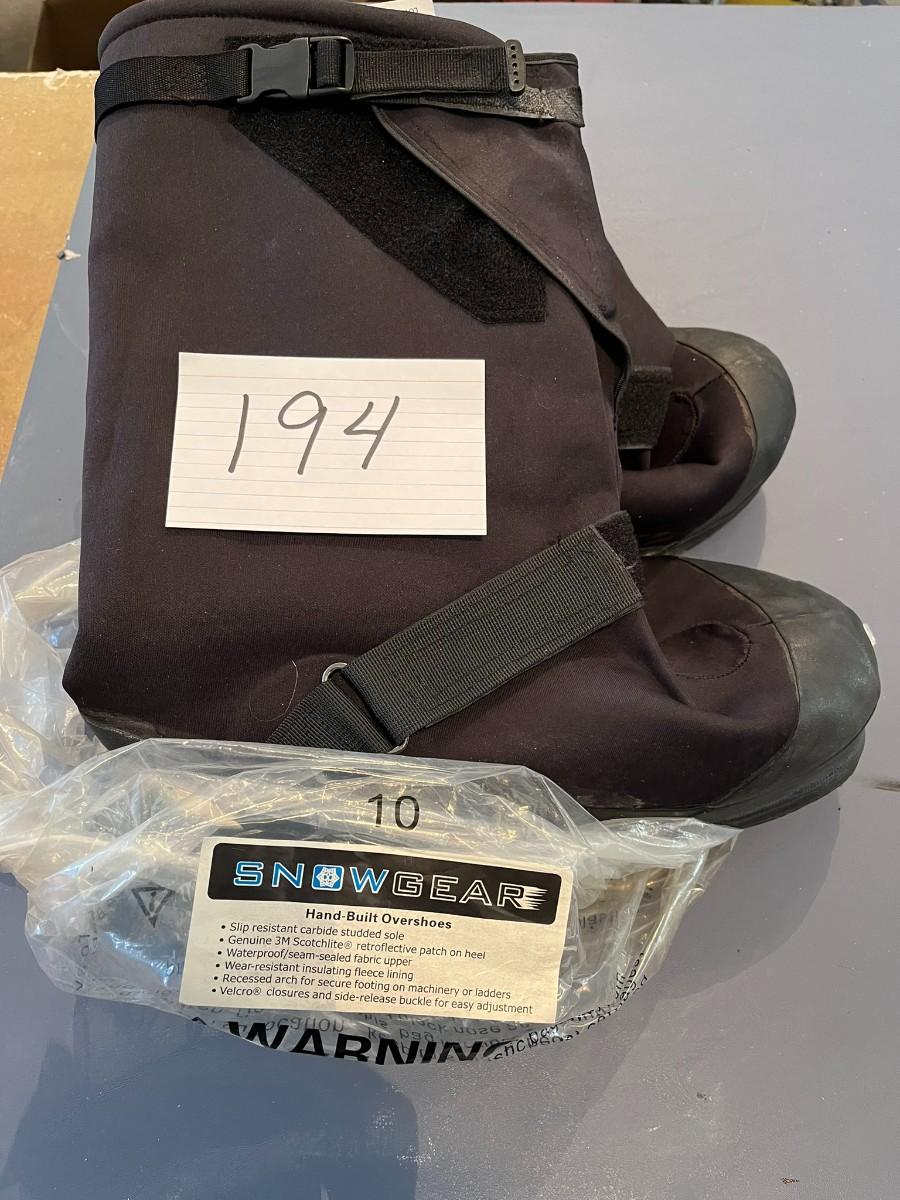 194
10
SNOWGEAR
Hand-Built Overshoes
• Slip resistant carbide studded sole
• Genuine 3M Scotchlite® retroflective patch on heel
• Waterproof/seam-sealed fabric upper
• Wear-resistant insulating fleece lining
• Recessed arch for secure footing on machinery or ladders
• Velcro® closures and side-release buckle for easy adjustment
WARNING